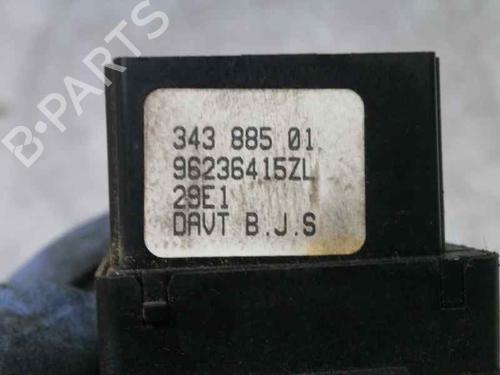 B-PARTS
343 885 01
96236415ZL
29E1
DAVT B.J.S